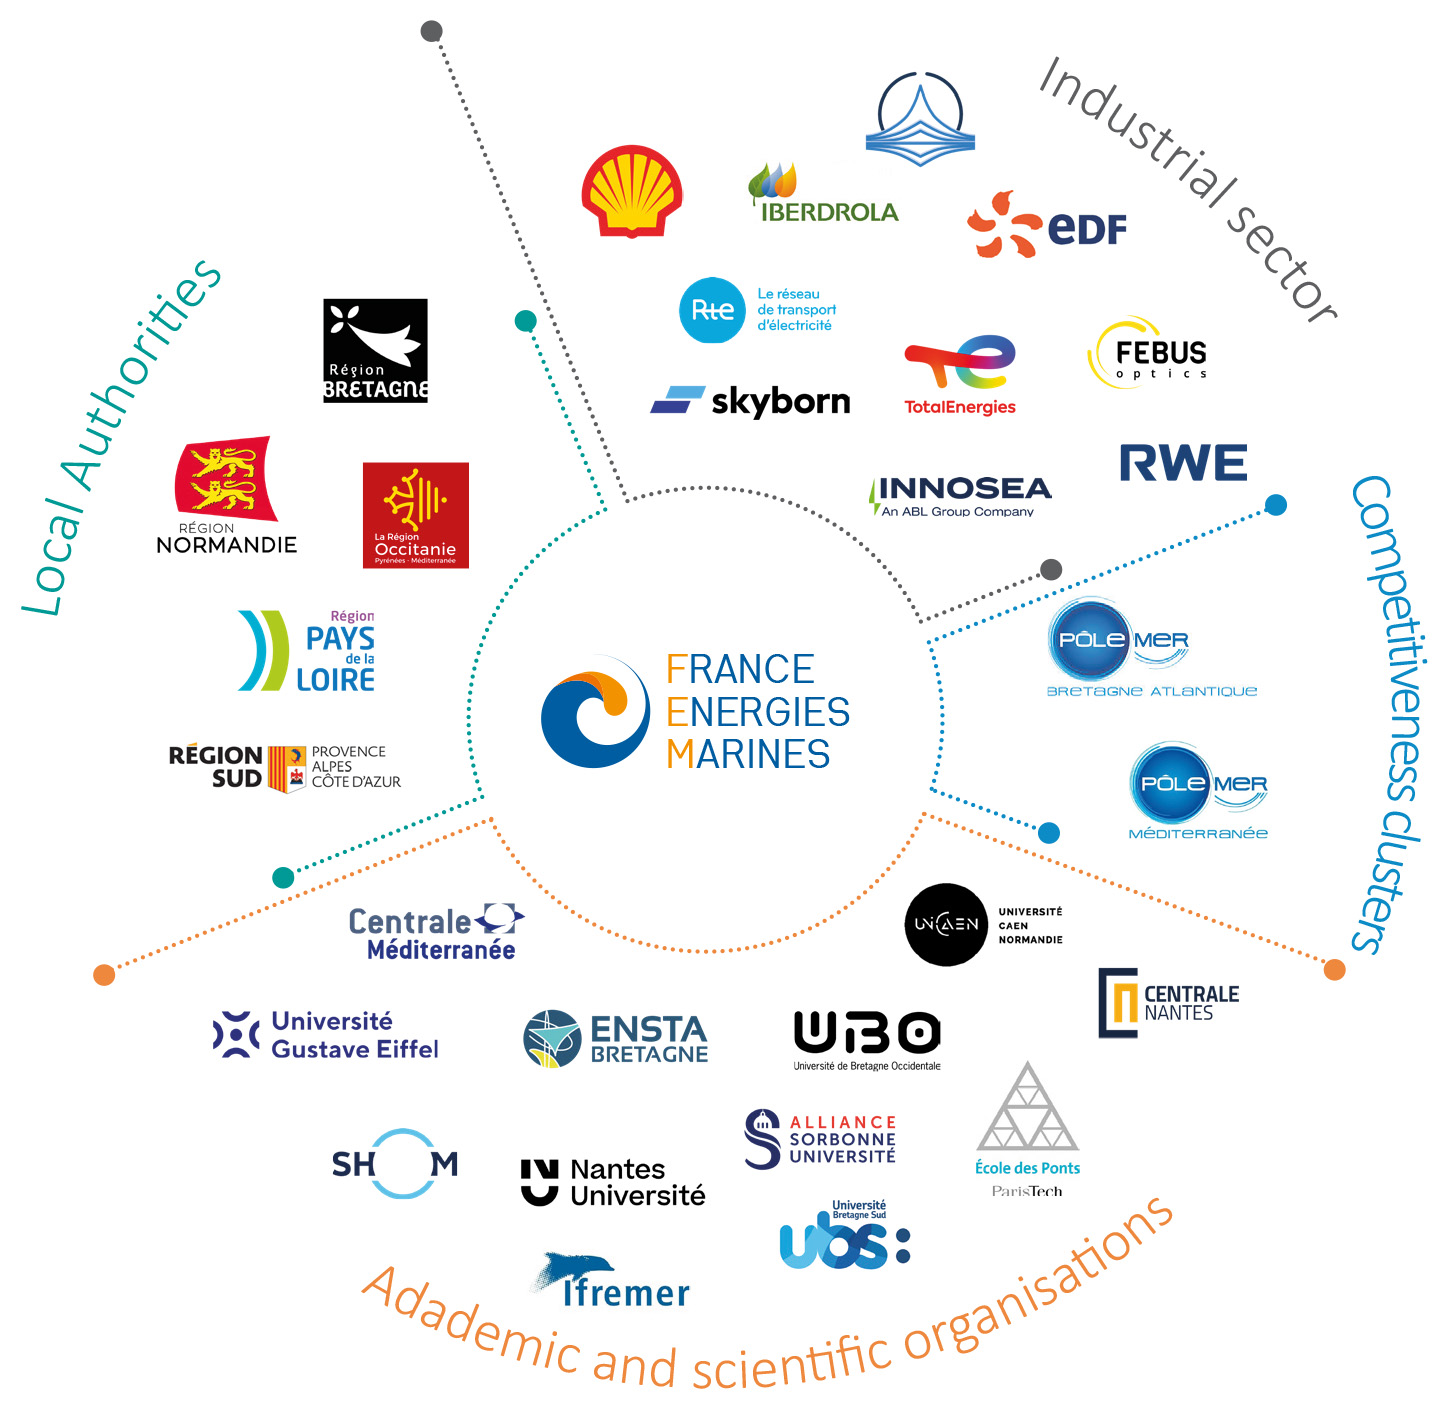 Industrial sector
IBERDROLA
eDF
Rte
Le réseau
de transport
d'électricité
FEBUS
optics
TotalEnergies
skyborn
RWE
INNOSEA
An ABL Group Company
Local Authorities
Région
BRETAGNE
RÉGION
NORMANDIE
La Région
Occitanie
Pyrénées - Méditerranée
Région
PAYS
de la
LOIRE
RÉGION
SUD
PROVENCE
ALPES
CÔTE D'AZUR
FRANCE
ENERGIES
MARINES
Competitiveness clusters
PÔLE MER
BRETAGNE ATLANTIQUE
PÔLE MER
MÉDITERRANÉE
Centrale
Méditerranée
UNICAEN
UNIVERSITÉ
CAEN
NORMANDIE
CENTRALE
NANTES
Université
Gustave Eiffel
ENSTA
BRETAGNE
UBO
Université de Bretagne Occidentale
SHOM
Nantes
Université
ALLIANCE
SORBONNE
UNIVERSITÉ
École des Ponts
ParisTech
Université
Bretagne Sud
ubs:
Ifremer
Adademic and scientific organisations